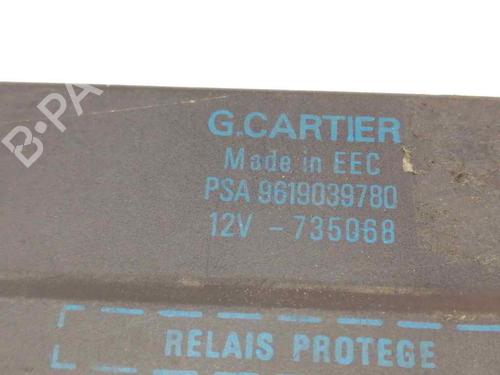 G.CARTIER
Made in EEC
PSA 9619039780
12V - 735068
RELAIS PROTEGE
B-PA